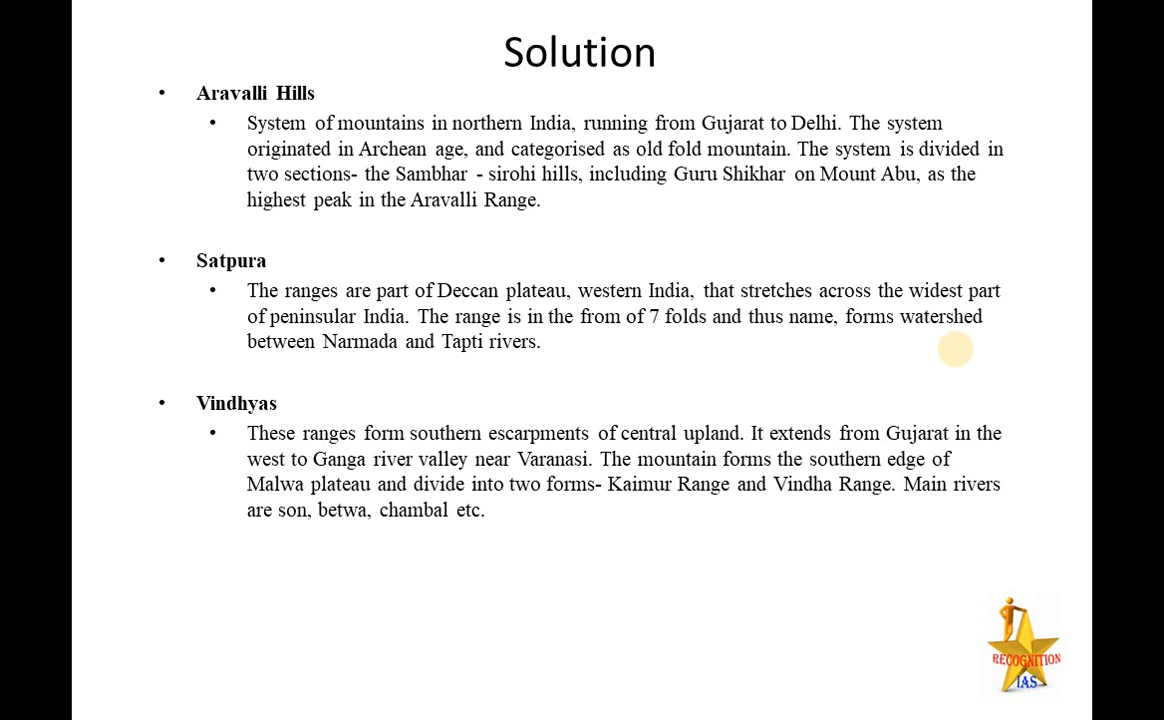 Solution
• Aravalli Hills
• System of mountains in northern India, running from Gujarat to Delhi. The system
originated in Archean age, and categorised as old fold mountain. The system is divided in
two sections- the Sambhar - sirohi hills, including Guru Shikhar on Mount Abu, as the
highest peak in the Aravalli Range.
• Satpura
• The ranges are part of Deccan plateau, western India, that stretches across the widest part
of peninsular India. The range is in the from of 7 folds and thus name, forms watershed
between Narmada and Tapti rivers.
• Vindhyas
• These ranges form southern escarpments of central upland. It extends from Gujarat in the
west to Ganga river valley near Varanasi. The mountain forms the southern edge of
Malwa plateau and divide into two forms- Kaimur Range and Vindha Range. Main rivers
are son, betwa, chambal etc.
RECOGNITION
IAS